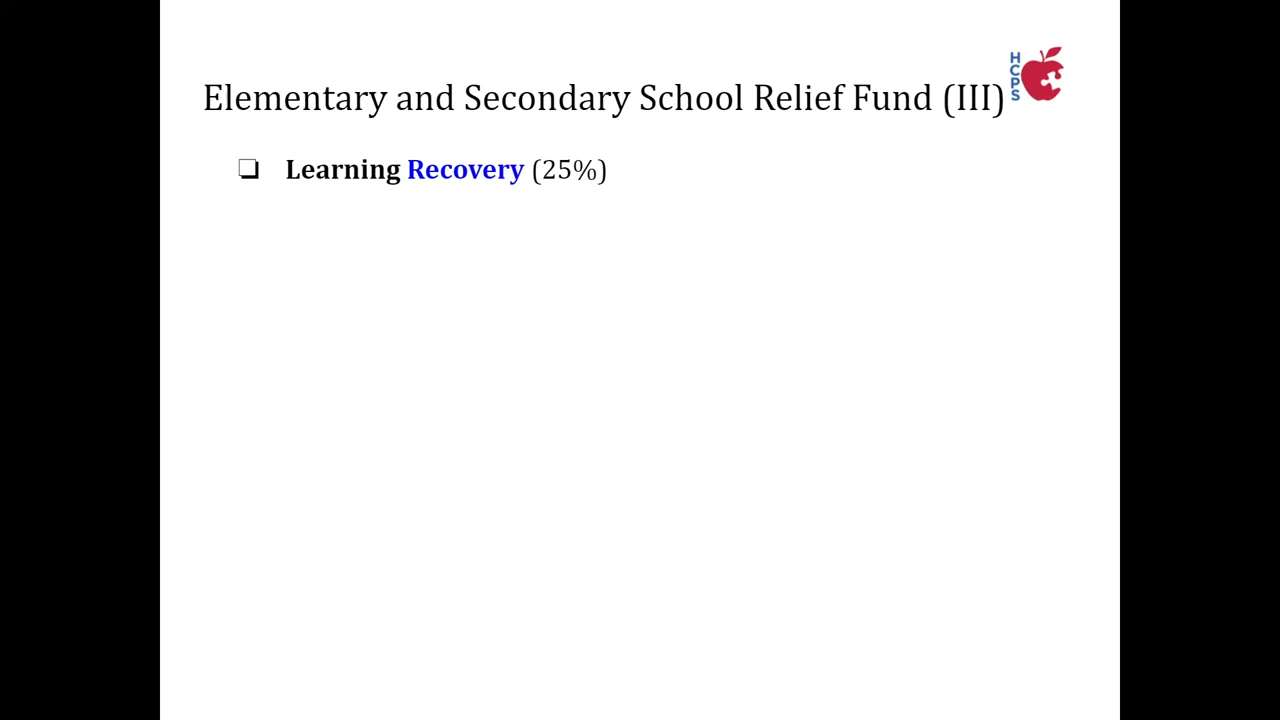 Elementary and Secondary School Relief Fund (III)
HCPS
❏ Learning Recovery (25%)